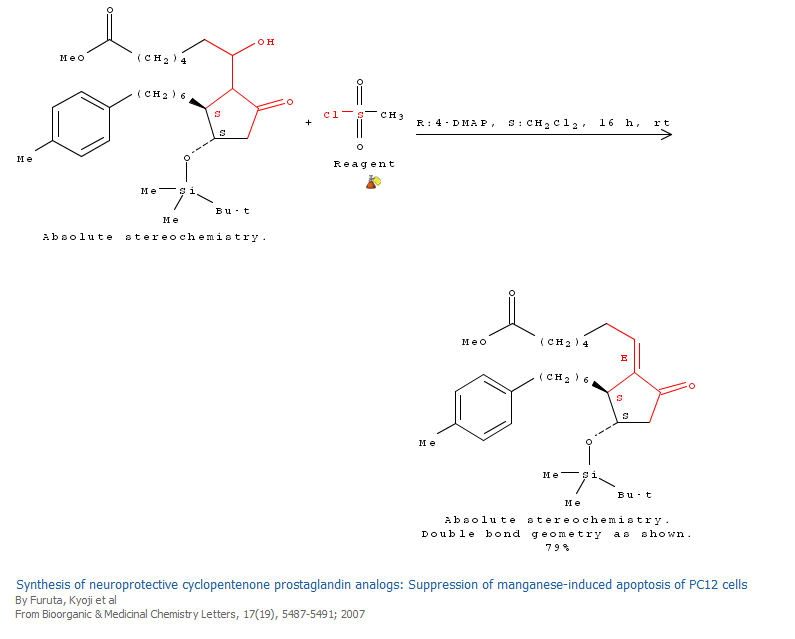 O
OH
MeO
(CH2)4
(CH2)6
S
O
S
Me
O
Me
Si
Me
Bu-t
Absolute stereochemistry.
+
O
Cl
S
CH3
O
Reagent
R:4-DMAP, S:CH2Cl2, 16 h, rt
O
MeO
(CH2)4
E
(CH2)6
S
O
S
Me
O
Me
Si
Me
Bu-t
Absolute stereochemistry.
Double bond geometry as shown.
79%
Synthesis of neuroprotective cyclopentenone prostaglandin analogs: Suppression of manganese-induced apoptosis of PC12 cells
By Furuta, Kyoji et al
From Bioorganic & Medicinal Chemistry Letters, 17(19), 5487-5491; 2007